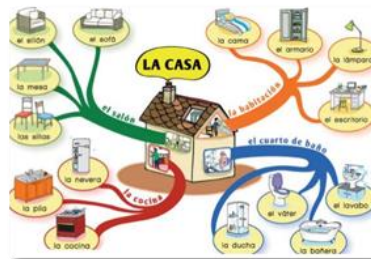 LA CASA
el sillón
el sofá
la mesa
las sillas
el salón
la cama
el armario
la lámpara
el escritorio
la habitación
la nevera
la pila
la cocina
la cocina
el cuarto de baño
el lavabo
el váter
la bañera
la ducha